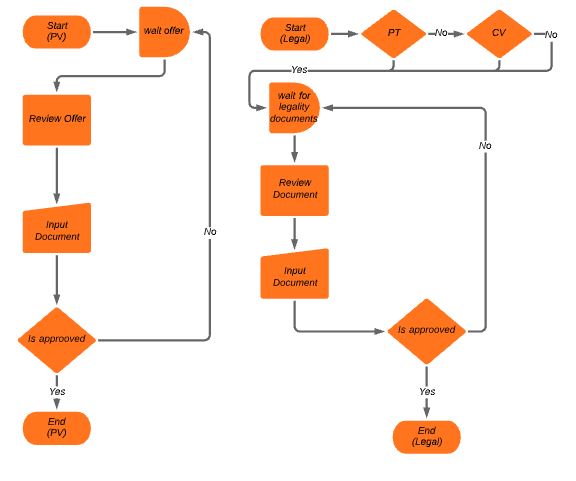 Start
(PV)
wait offer
Review Offer
Input
Document
Is approoved
No
Yes
End
(PV)
Start
(Legal)
PT
No
CV
No
Yes
wait for
legality
documents
Review
Document
Input
Document
Is approoved
No
Yes
End
(Legal)